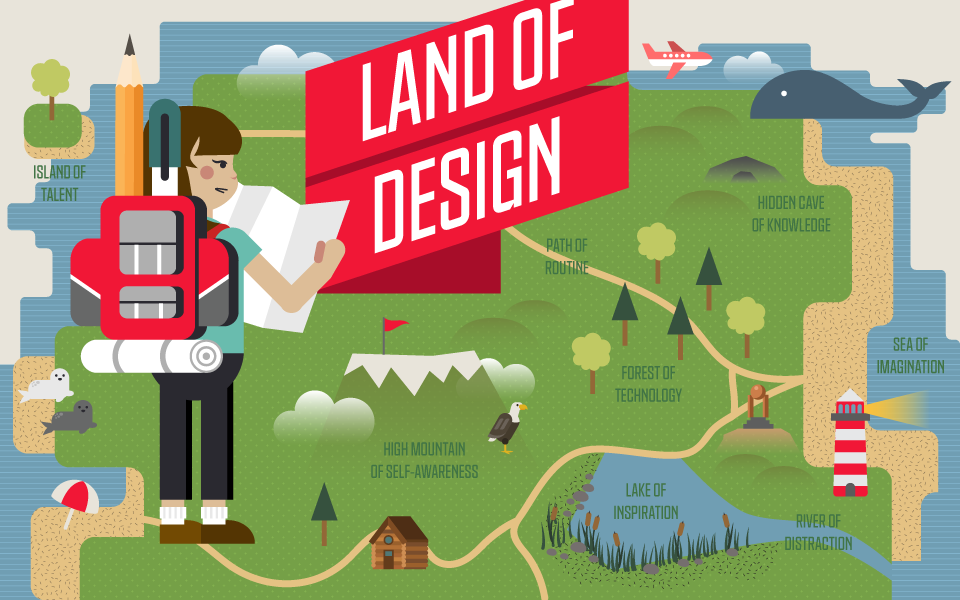 LAND OF
DESIGN
ISLAND OF
TALENT
HIDDEN CAVE
OF KNOWLEDGE
PATH OF
ROUTINE
SEA OF
IMAGINATION
FOREST OF
TECHNOLOGY
HIGH MOUNTAIN
OF SELF-AWARENESS
LAKE OF
INSPIRATION
RIVER OF
DISTRACTION